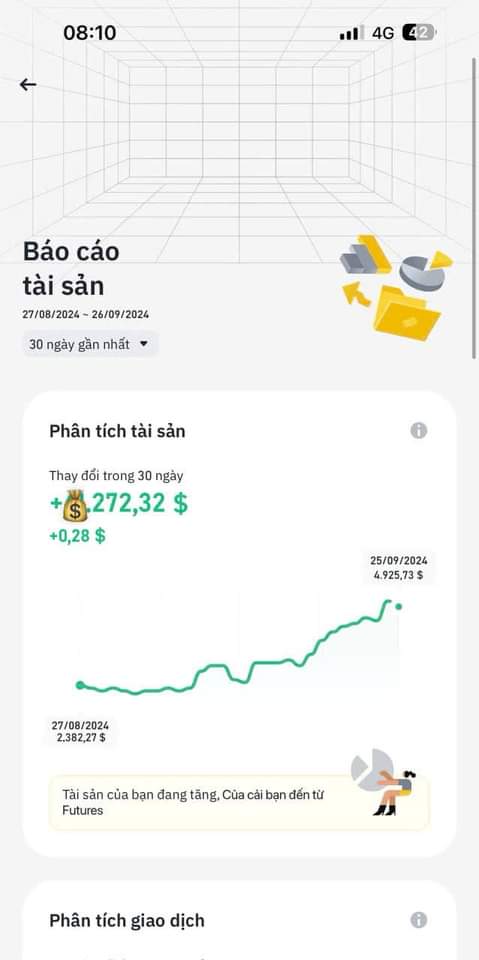 08:10
4G 42
Báo cáo
tài sản
27/08/2024 ~ 26/09/2024
30 ngày gần nhất
Phân tích tài sản
Thay đổi trong 30 ngày
+💰.272,32 $
+0,28 $
25/09/2024
4.925,73 $
27/08/2024
2.382,27 $
Tài sản của bạn đang tăng, Của cải bạn đến từ
Futures
Phân tích giao dịch